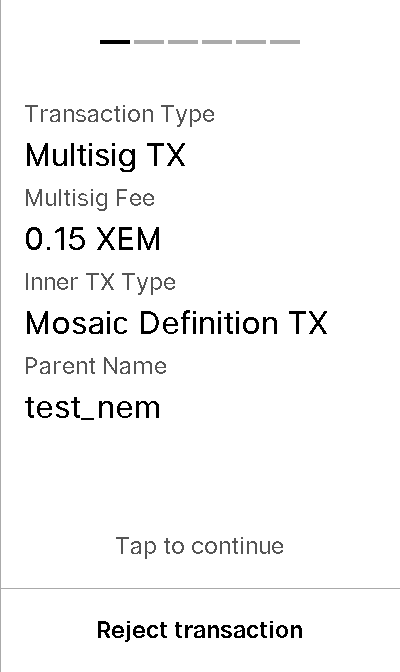 Transaction Type
Multisig TX
Multisig Fee
0.15 XEM
Inner TX Type
Mosaic Definition TX
Parent Name
test_nem
Tap to continue
Reject transaction